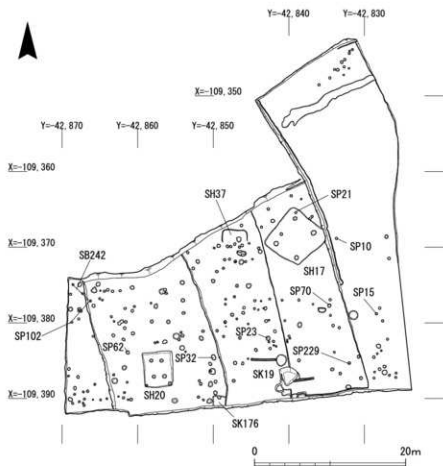 Y=-42,840 Y=-42,830
X=-109,350
Y=-42,870 Y=-42,860 Y=-42,850
X=-109,360
SP21
SH37
X=-109,370
SP10
SB242
SH17
SP70
SP15
X=-109,380
SP102
SP23
SP62
SP32
SP229
SK19
X=-109,390
SH20
SK176
0 20m